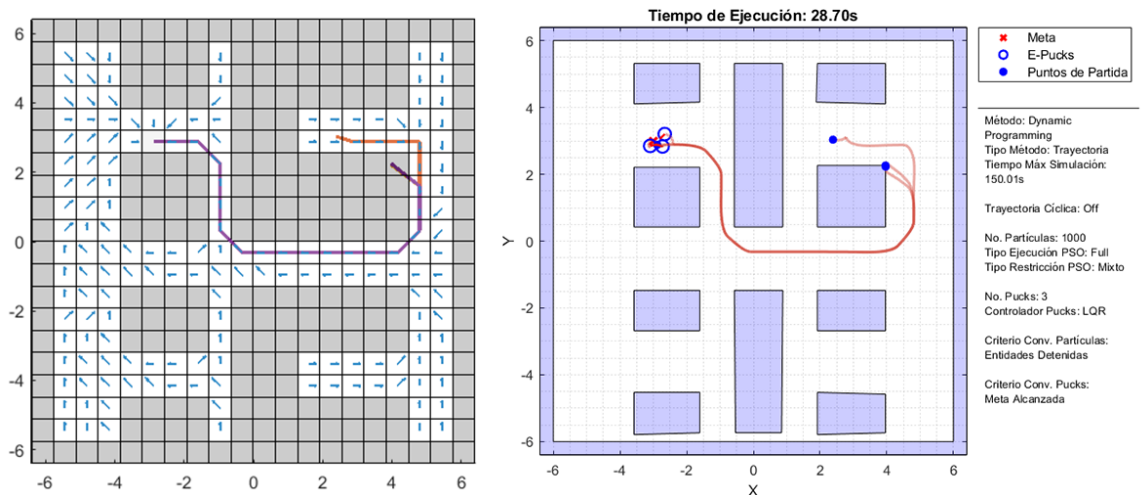 6
4
2
0
-2
-4
-6
-6
-4
-2
0
2
4
6
Tiempo de Ejecución: 28.70s
6
4
2
0
-2
-4
-6
Y
-6
-4
-2
0
2
4
6
X
Meta
E-Pucks
Puntos de Partida
Método: Dynamic
Programming
Tipo Método: Trayectoria
Tiempo Máx Simulación:
150.01s
Trayectoria Cíclica: Off
No. Partículas: 1000
Tipo Ejecución PSO: Full
Tipo Restricción PSO: Mixto
No. Pucks: 3
Controlador Pucks: LQR
Criterio Conv. Partículas:
Entidades Detenidas
Criterio Conv. Pucks:
Meta Alcanzada